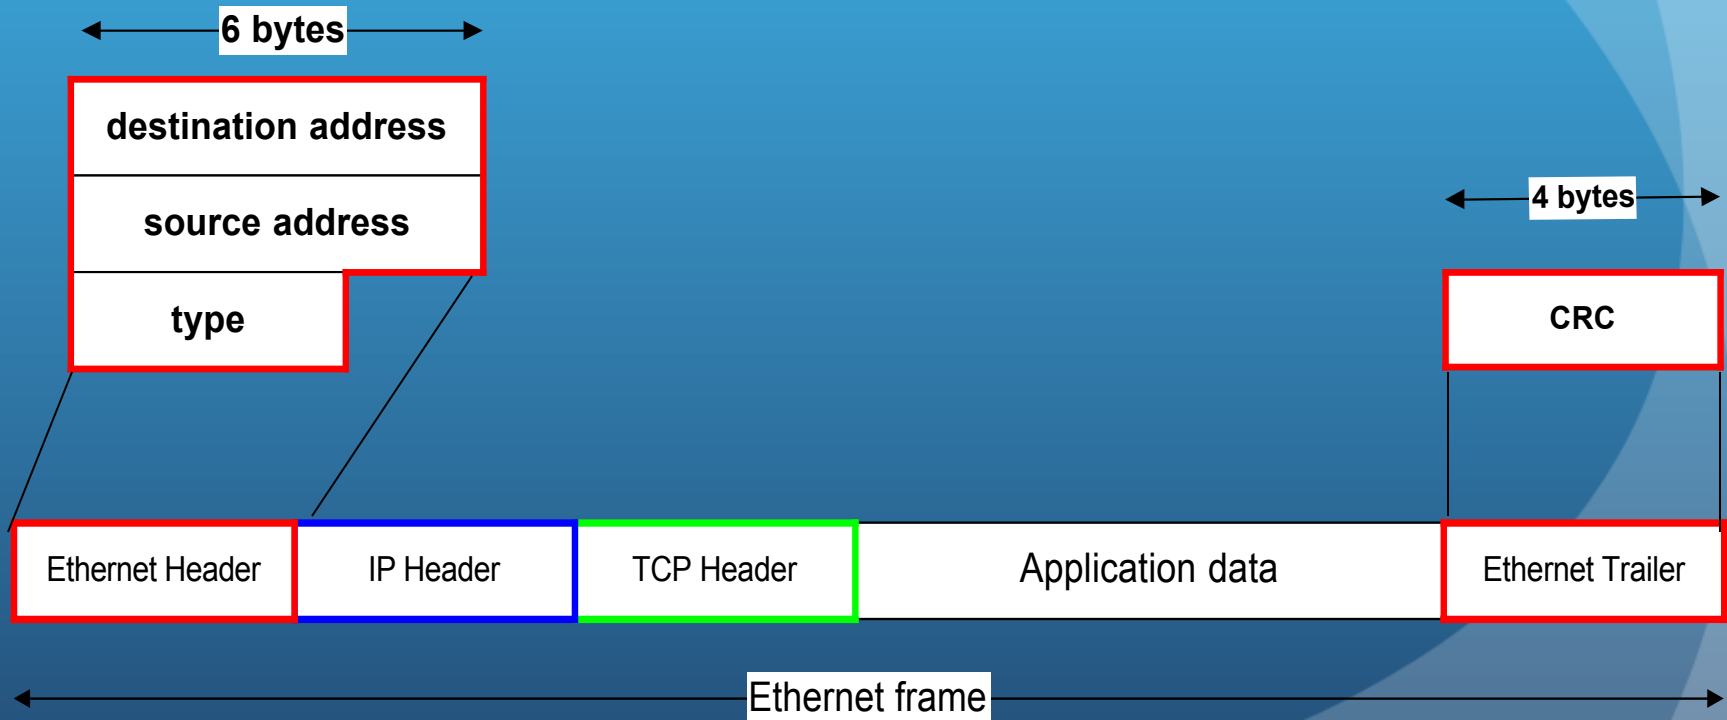 6 bytes
destination address
source address
4 bytes
type
CRC
Ethernet Header
IP Header
TCP Header
Application data
Ethernet Trailer
Ethernet frame